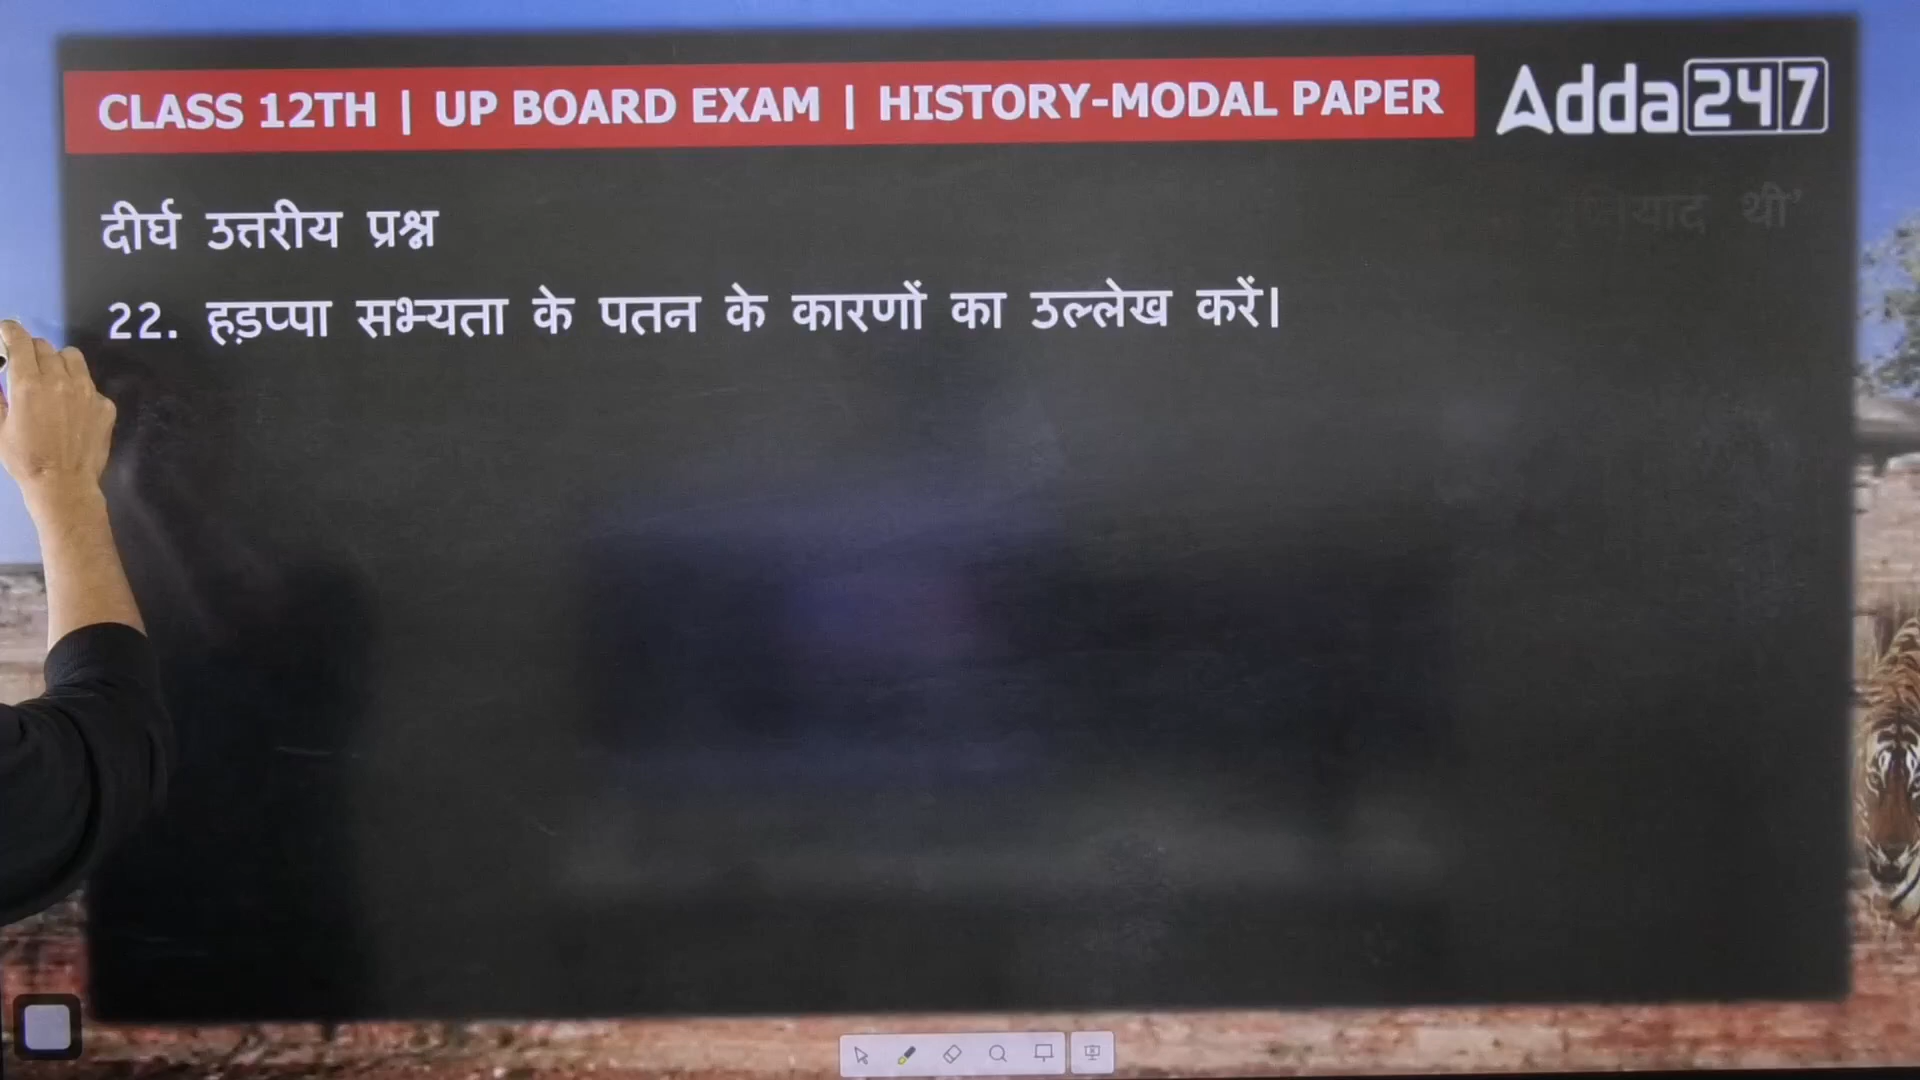 CLASS 12TH | UP BOARD EXAM | HISTORY-MODAL PAPER
Adda247
दीर्घ उत्तरीय प्रश्न
थी’
22. हड़प्पा सभ्यता के पतन के कारणों का उल्लेख करें।